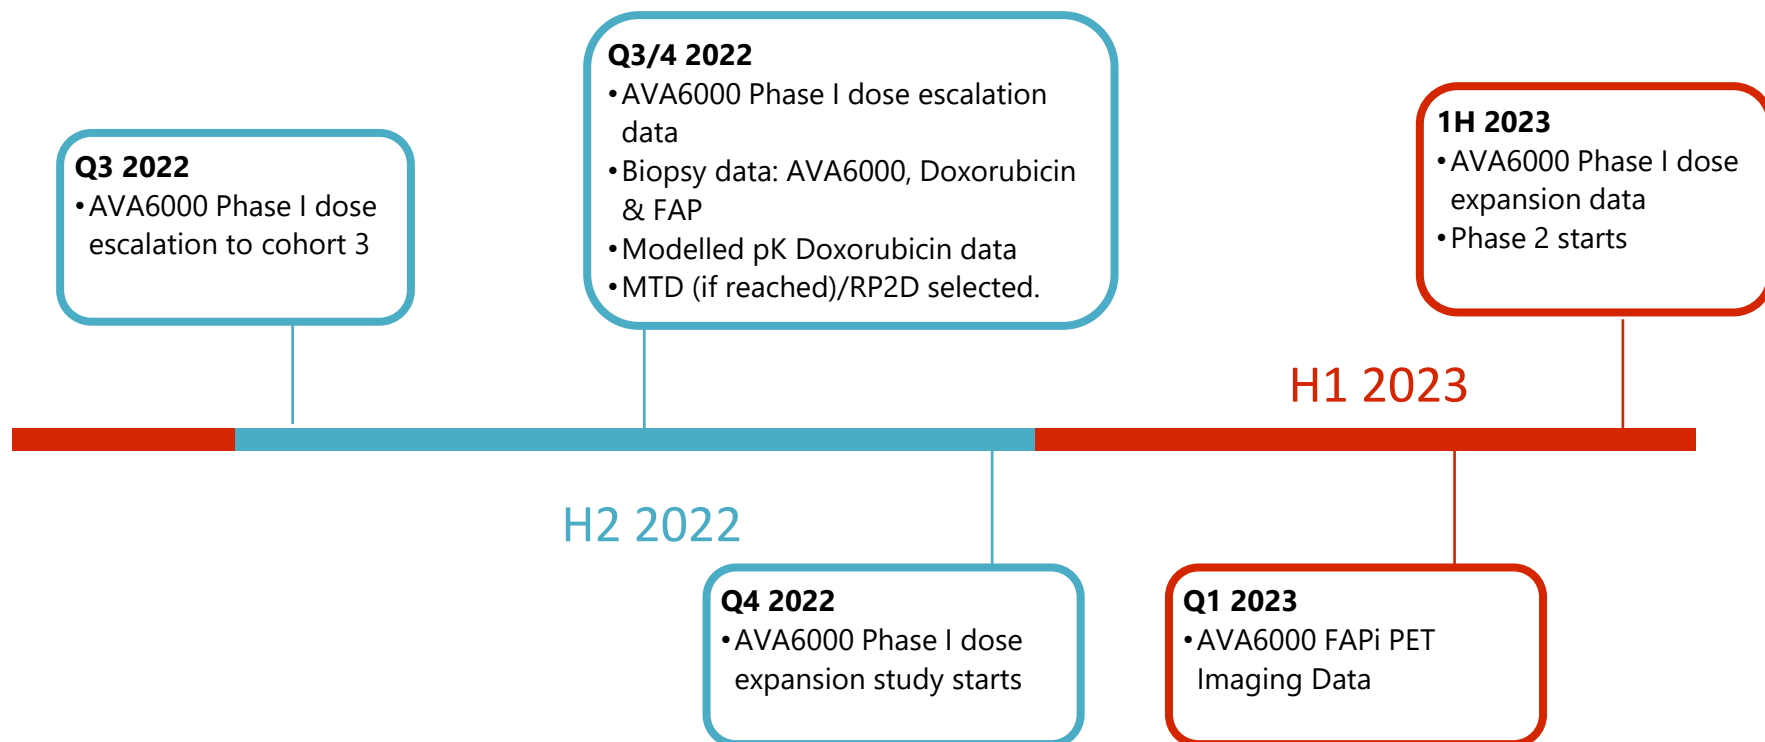 Q3 2022
•AVA6000 Phase I dose
escalation to cohort 3
Q3/4 2022
•AVA6000 Phase I dose escalation
data
•Biopsy data: AVA6000, Doxorubicin
& FAP
•Modelled pK Doxorubicin data
•MTD (if reached)/RP2D selected.
1H 2023
•AVA6000 Phase I dose
expansion data
•Phase 2 starts
H1 2023
H2 2022
Q4 2022
•AVA6000 Phase I dose
expansion study starts
Q1 2023
•AVA6000 FAPi PET
Imaging Data